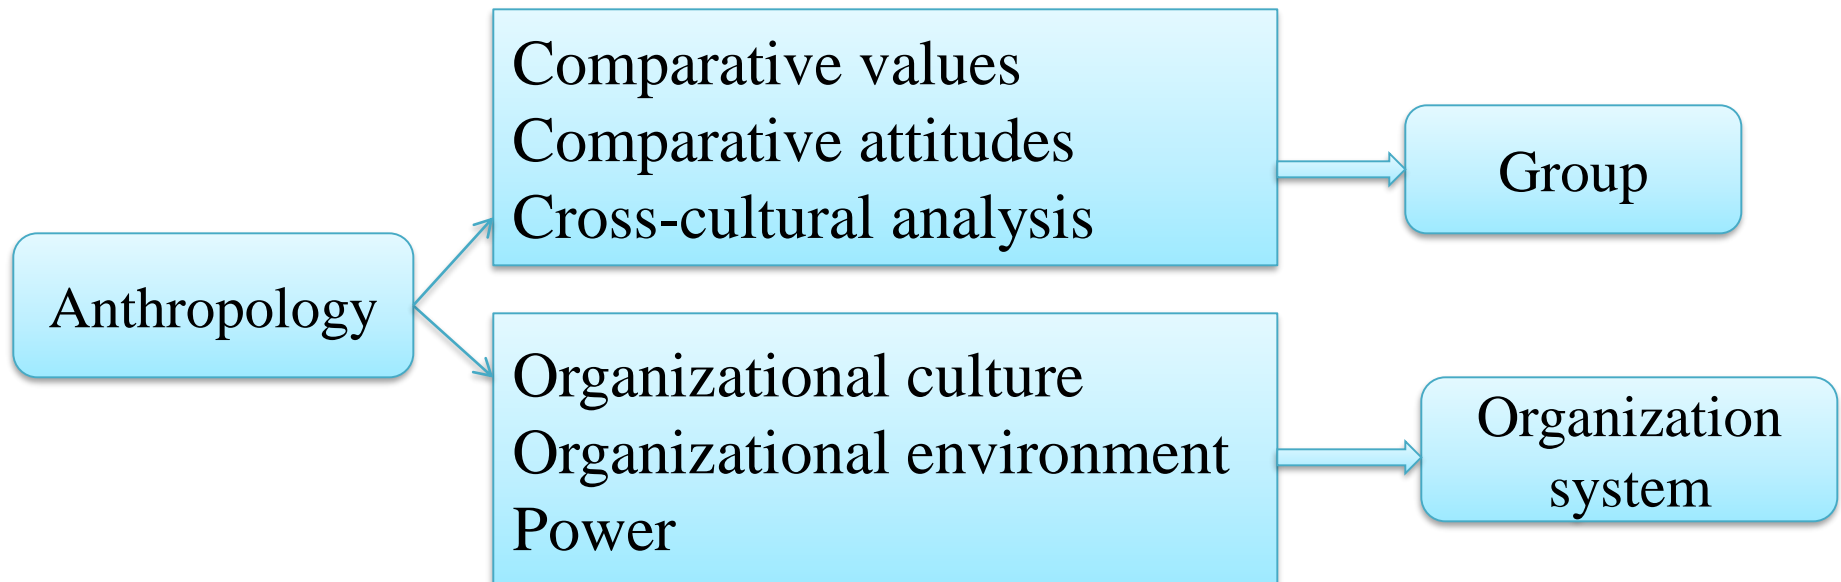 Anthropology
Comparative values
Comparative attitudes
Cross-cultural analysis
Group
Organizational culture
Organizational environment
Power
Organization
system